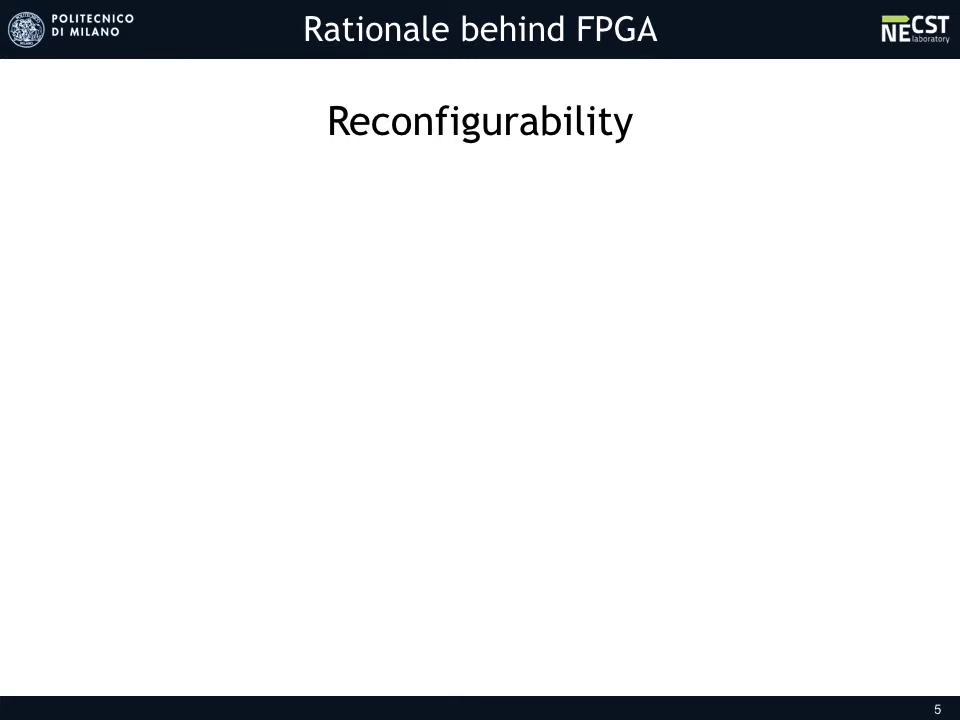 POLITECNICO
DI MILANO
Rationale behind FPGA
NECST
laboratory
Reconfigurability
5